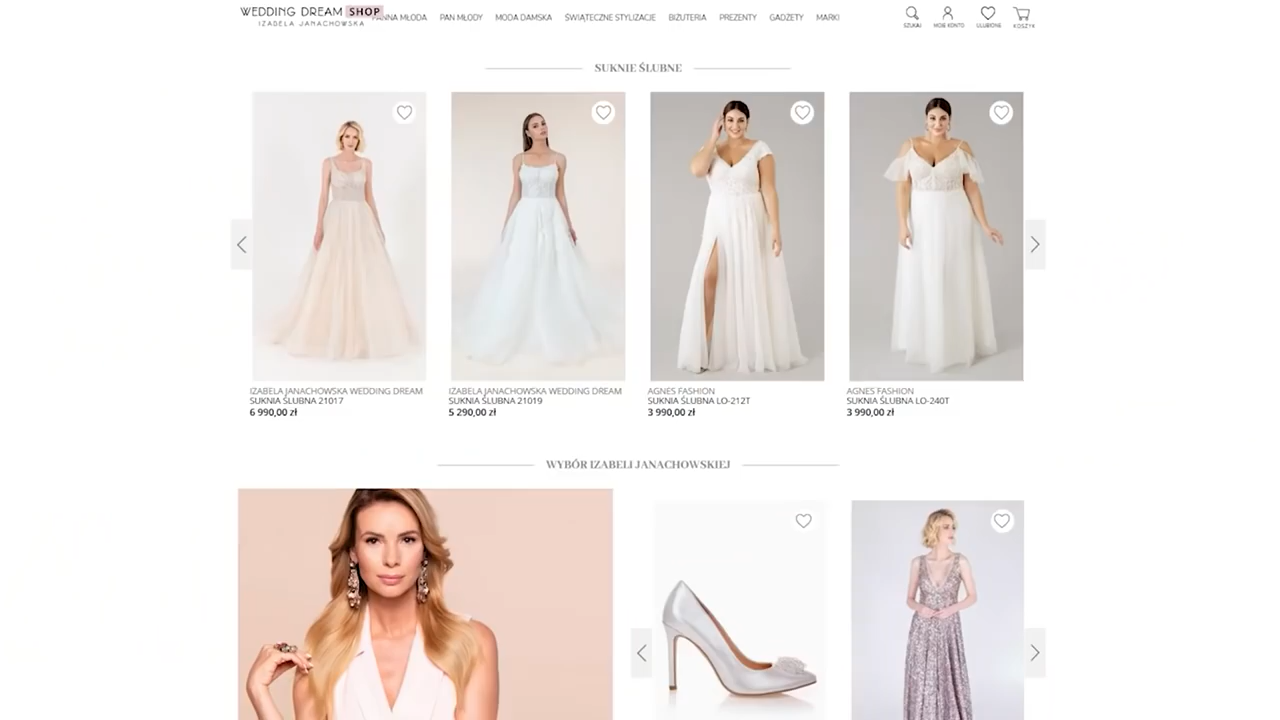 WEDDING DREAM SHOP
IZABELA JANACHOWSKA
PANNA MŁODA PAN MŁODY MODA DAMSKA ŚWIĄTECZNE STYLIZACJE BIŻUTERIA PREZENTY GADŻETY MARKI
SZUKAJ MOJE KONTO ULUBIONE KOSZYK
SUKNIE ŚLUBNE
IZABELA JANACHOWSKA WEDDING DREAM
SUKNIA ŚLUBNA 21017
6 990,00 zł
IZABELA JANACHOWSKA WEDDING DREAM
SUKNIA ŚLUBNA 21019
5 290,00 zł
AGNES FASHION
SUKNIA ŚLUBNA LO-212T
3 990,00 zł
AGNES FASHION
SUKNIA ŚLUBNA LO-240T
3 990,00 zł
WYBÓR IZABELI JANACHOWSKIEJ